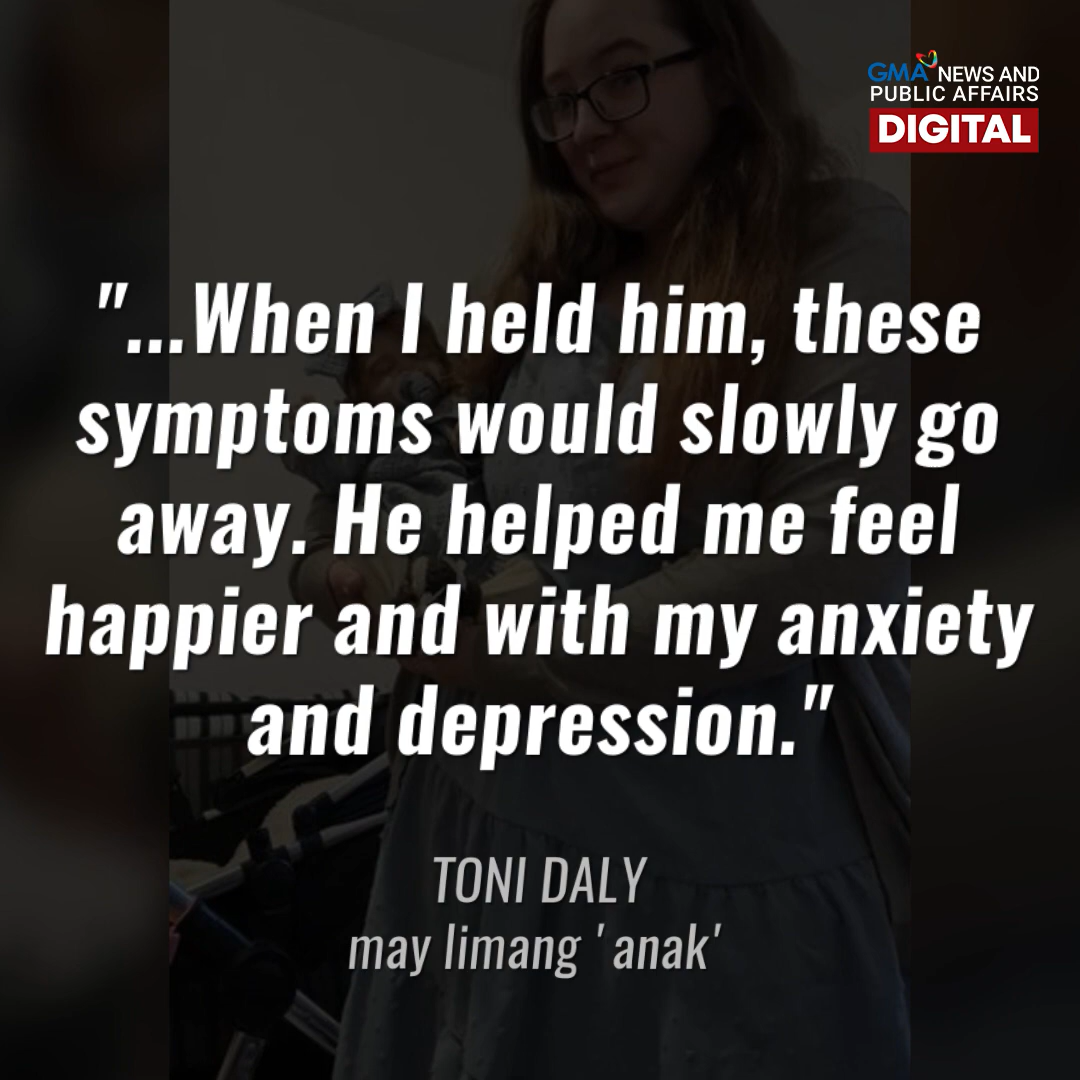 GMA NEWS AND
PUBLIC AFFAIRS
DIGITAL
"...When I held him, these
symptoms would slowly go
away. He helped me feel
happier and with my anxiety
and depression."
TONI DALY
may limang 'anak'